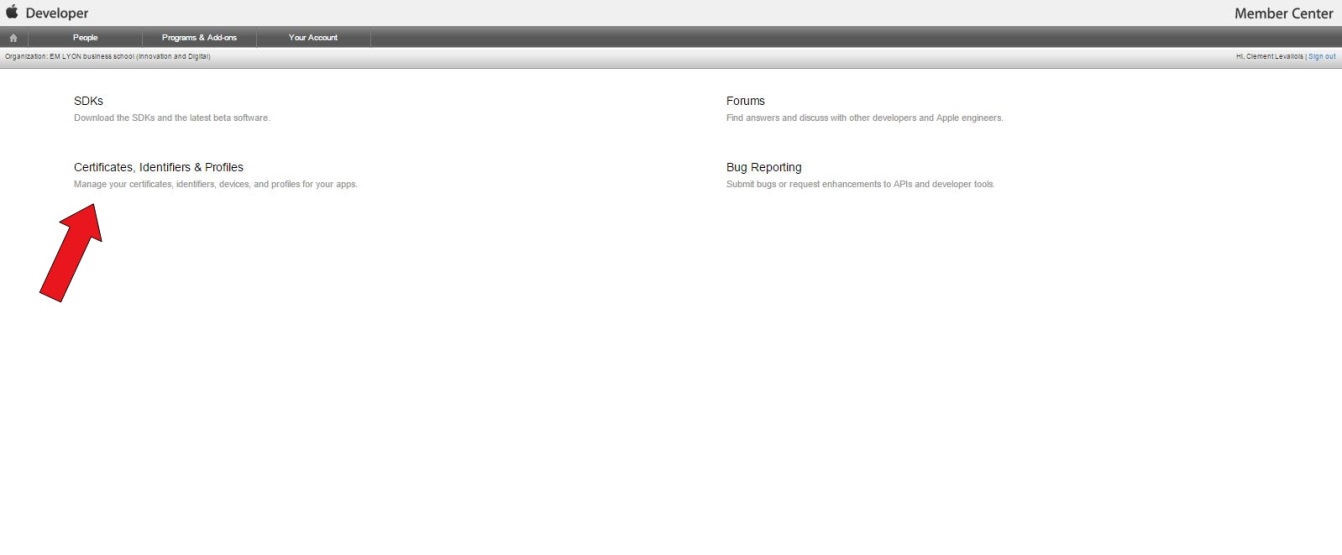 Developer
Member Center
People
Programs & Add-ons
Your Account
Organization: EM LYON business school (Innovation and Digital)
Hi, Clement Levallois | Sign out
SDKs
Download the SDKs and the latest beta software.
Forums
Find answers and discuss with other developers and Apple engineers.
Certificates, Identifiers & Profiles
Manage your certificates, identifiers, devices, and profiles for your apps.
Bug Reporting
Submit bugs or request enhancements to APIs and developer tools.